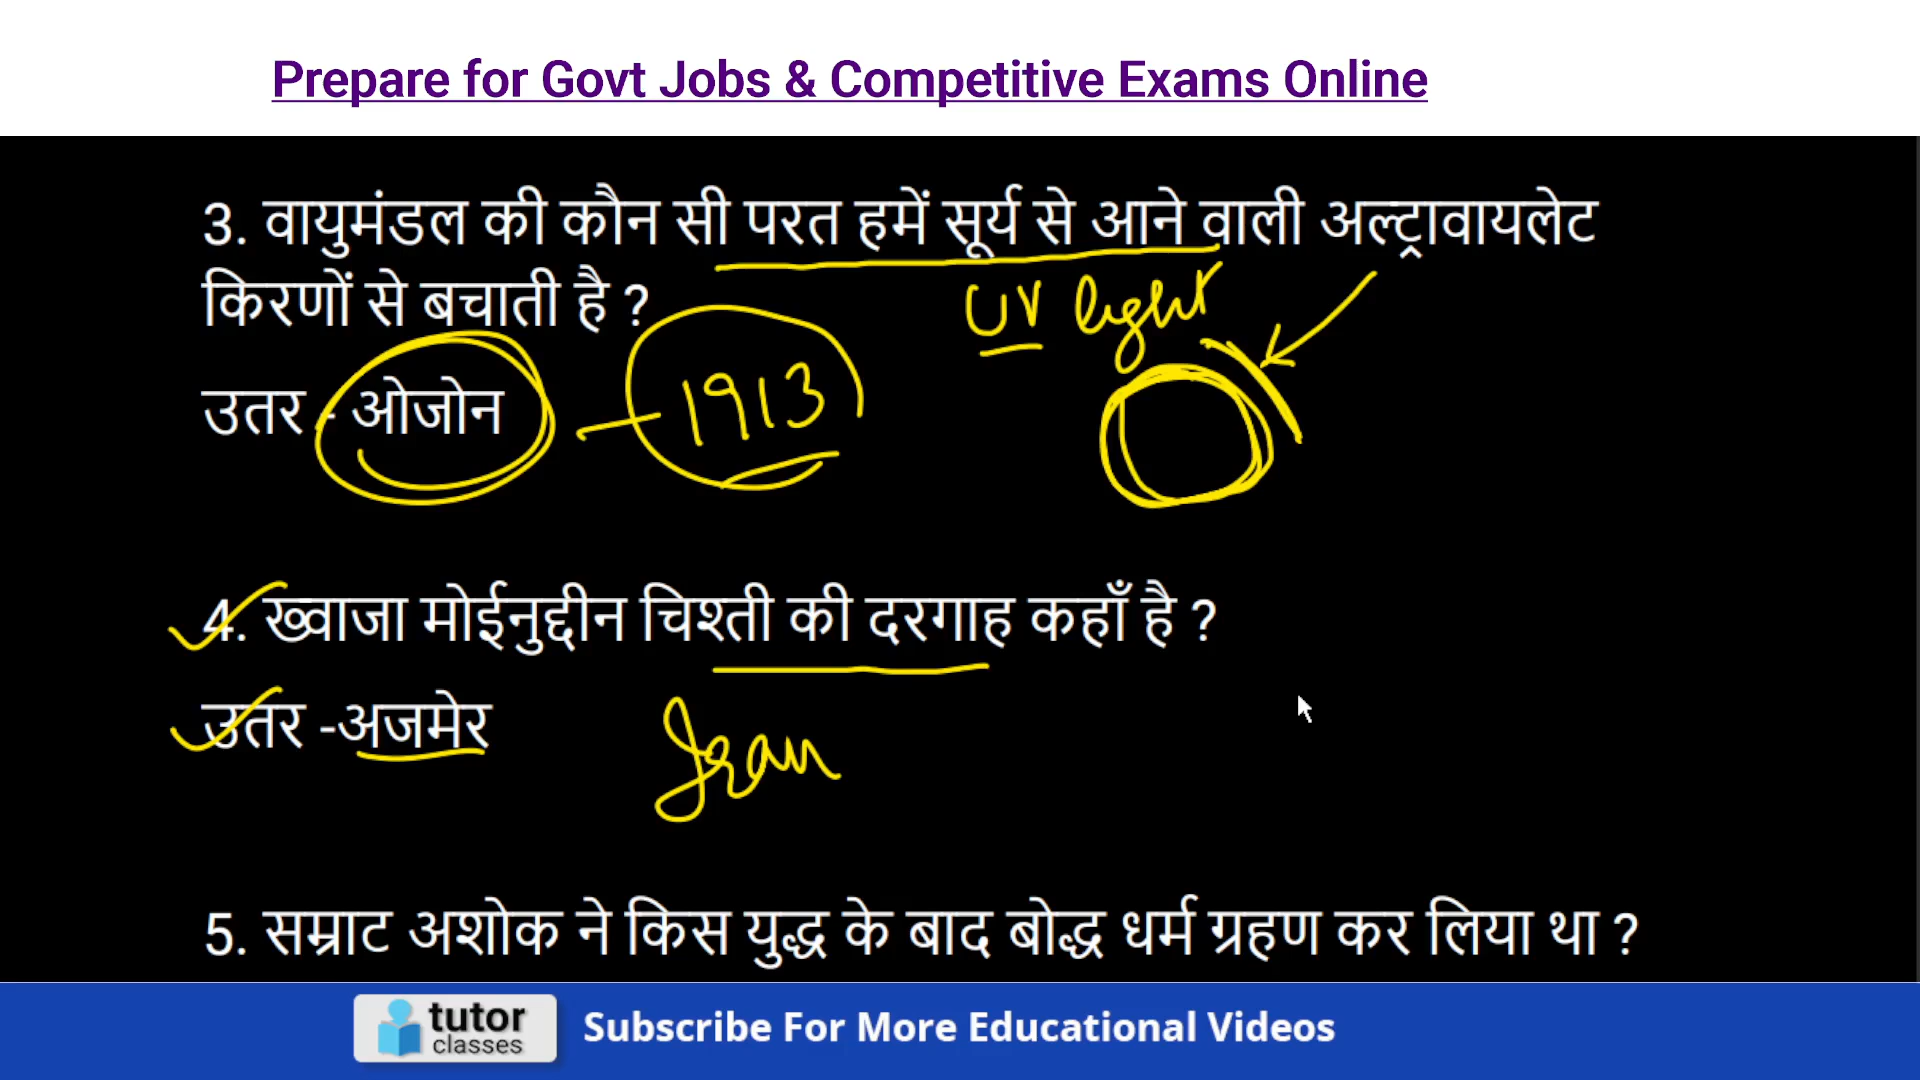 Prepare for Govt Jobs & Competitive Exams Online
3. वायुमंडल की कौन सी परत हमें सूर्य से आने वाली अल्ट्रावायलेट
किरणों से बचाती है ?
UV light
उतर - ओजोन
1913
4. ख्वाजा मोईनुद्दीन चिश्ती की दरगाह कहाँ है ?
उतर -अजमेर
Iran
5. सम्राट अशोक ने किस युद्ध के बाद बोद्ध धर्म ग्रहण कर लिया था ?
tutor
classes
Subscribe For More Educational Videos